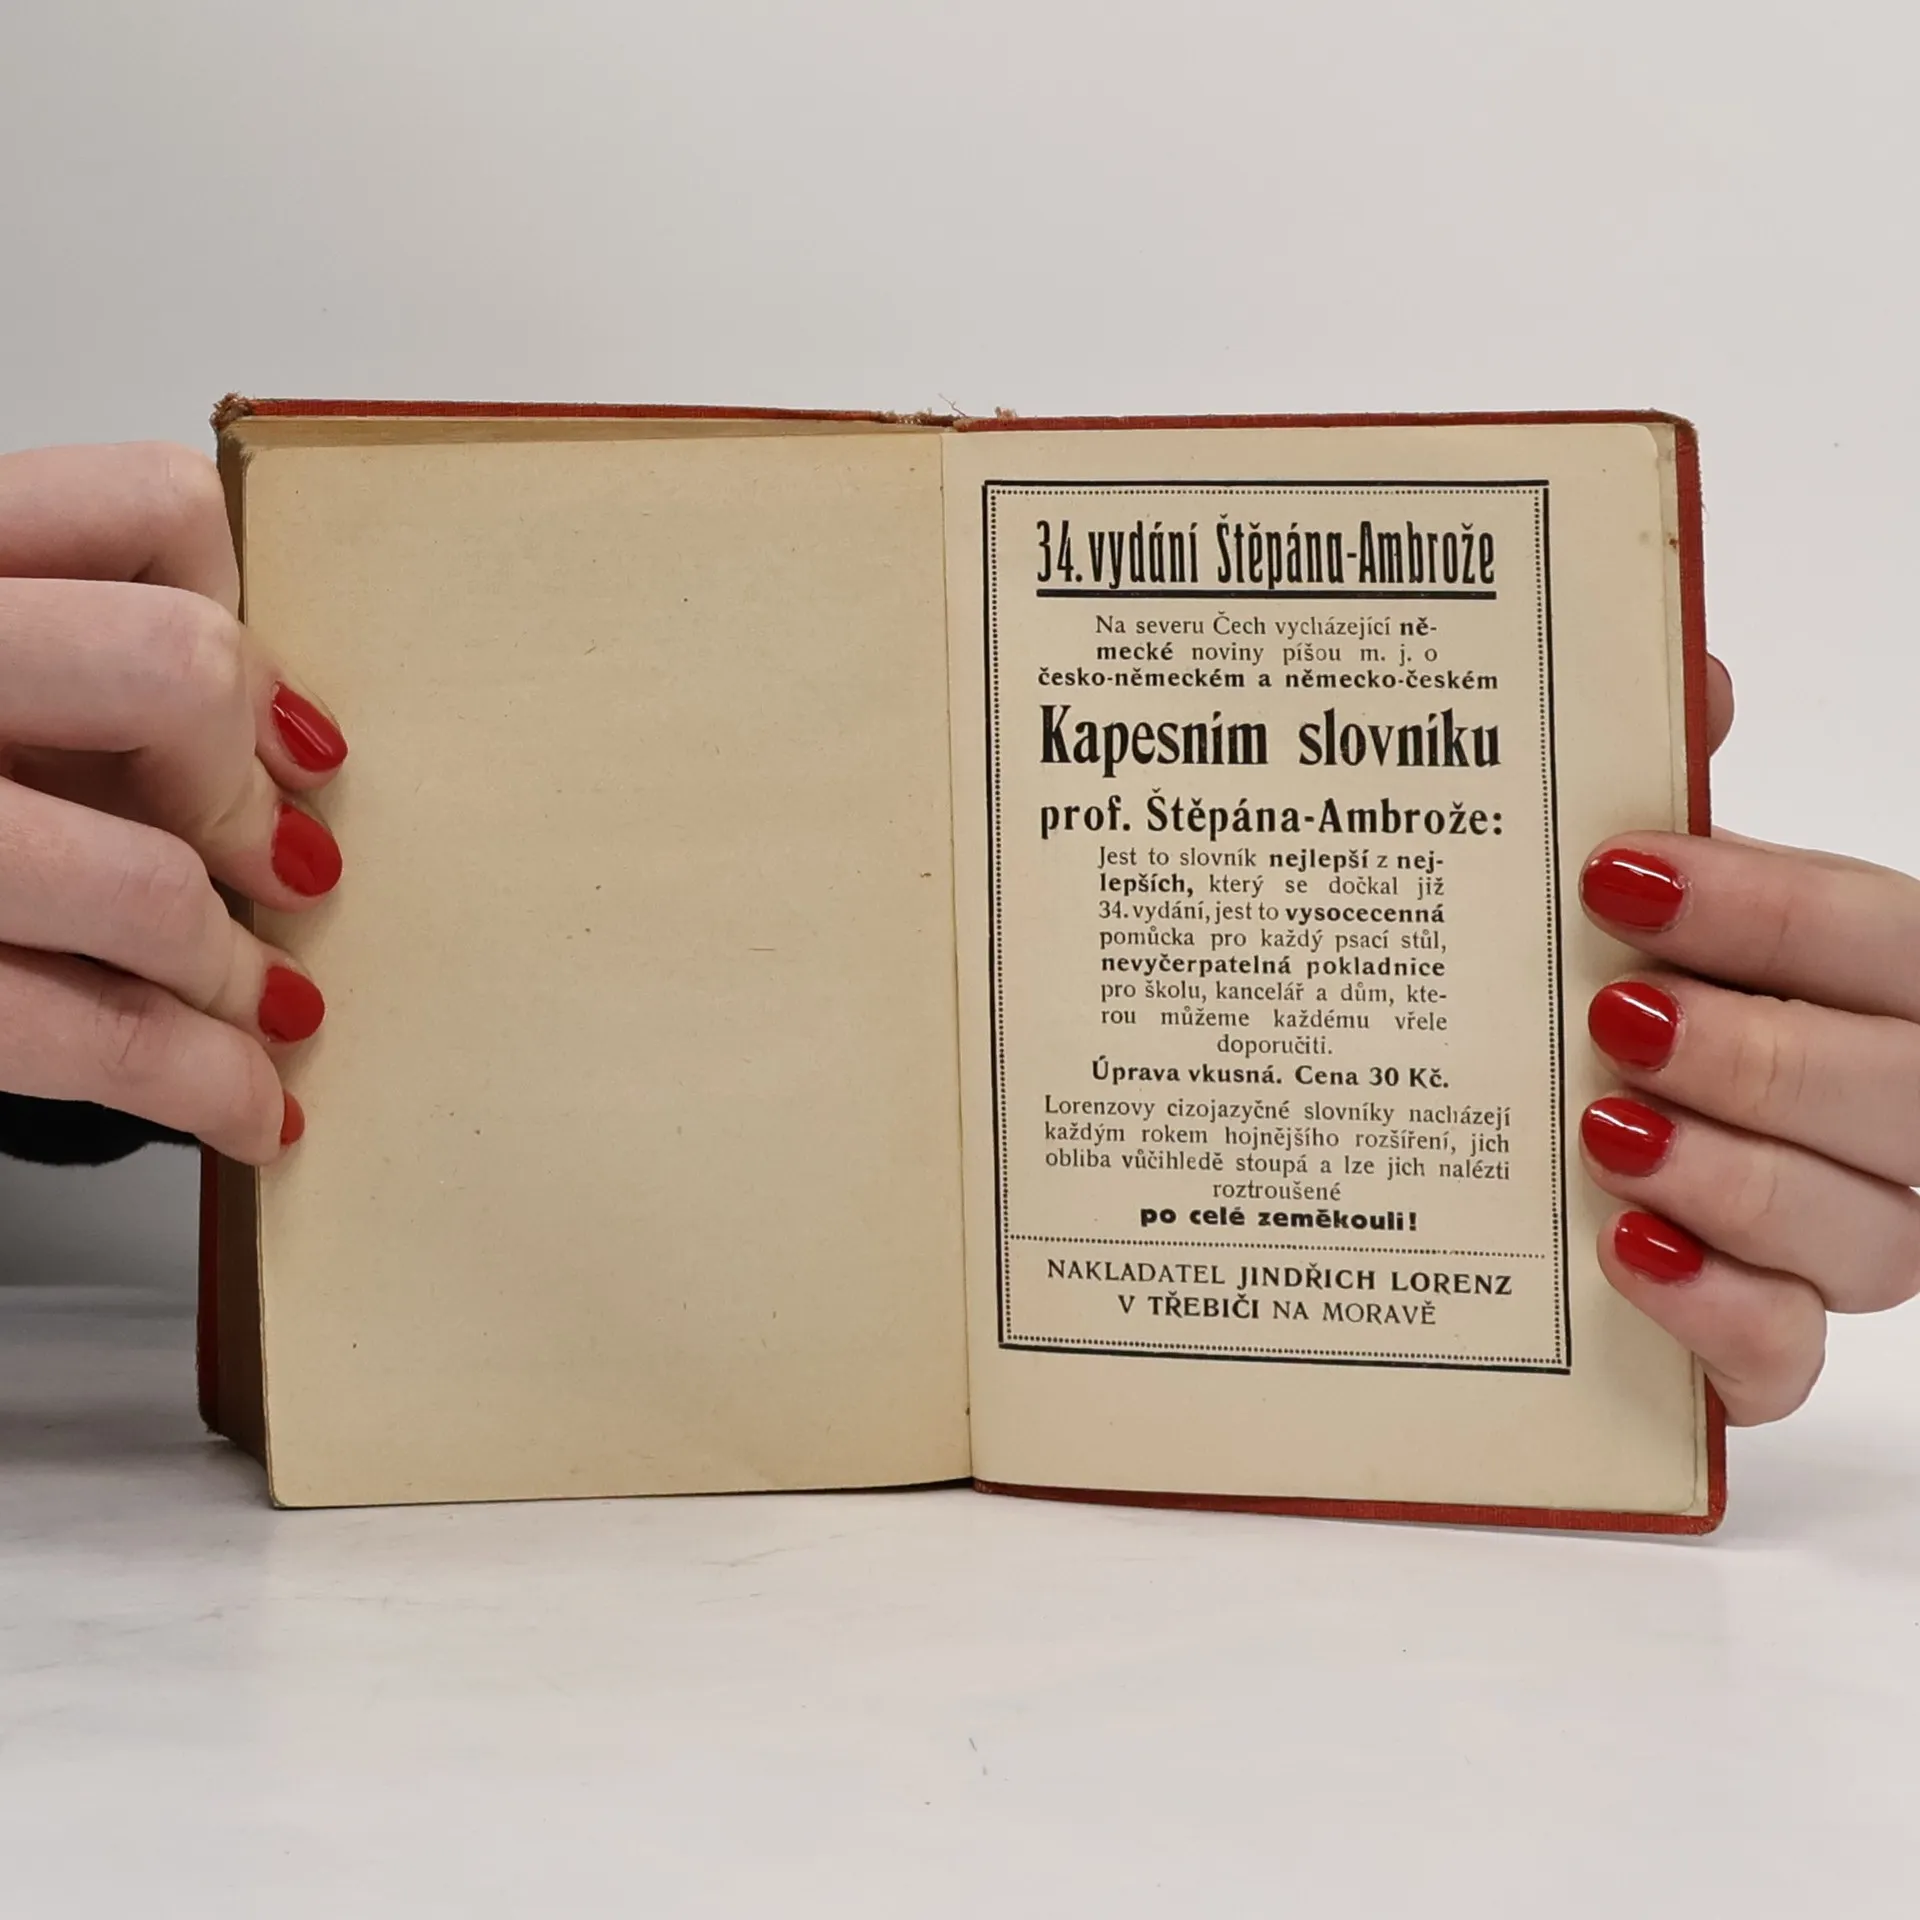 34. vydání Štěpána-Ambrože
Na severu Čech vycházející ně-
mecké noviny píšou m. j. o
česko-německém a německo-českém
Kapesním slovníku
prof. Štěpána-Ambrože:
Jest to slovník nejlepší z nej-
lepších, který se dočkal již
34. vydání, jest to vysocecenná
pomůcka pro každý psací stůl,
nevyčerpatelná pokladnice
pro školu, kancelář a dům, kte-
rou můžeme každému vřele
doporučiti.
Úprava vkusná. Cena 30 Kč.
Lorenzovy cizojazyčné slovníky nacházejí
každým rokem hojnějšího rozšíření, jich
obliba vůčihledě stoupá a lze jich nalézti
roztroušené
po celé zeměkouli!
NAKLADATEL JINDŘICH LORENZ
V TŘEBIČI NA MORAVĚ